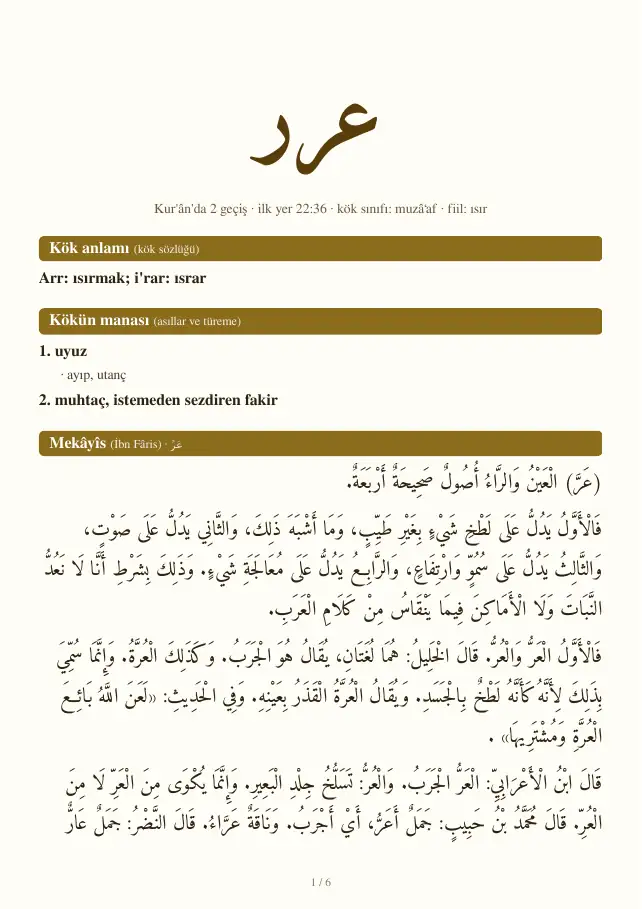 عرر
Kur'ân'da 2 geçiş · ilk yer 22:36 · kök sınıfı: muzâ'af · fiil: ısır
Kök anlamı (kök sözlüğü)
Arr: ısırmak; i'rar: ısrar
Kökün manası (asıllar ve türeme)
1. uyuz
· ayıp, utanç
2. muhtaç, istemeden sezdiren fakir
Mekâyîs (İbn Fâris) · عَرَّ
(عَرَّ) الْعَيْنُ وَالرَّاءُ أُصُولٌ صَحِيحَةٌ أَرْبَعَةٌ.
فَالْأَوَّلُ يَدُلُّ عَلَى لَطْخِ شَيْءٍ بِغَيْرِ طَيِّبٍ، وَمَا أَشْبَهَ ذَلِكَ، وَالثَّانِي يَدُلُّ عَلَى صَوْتٍ،
وَالثَّالِثُ يَدُلُّ عَلَى سُمُوٍّ وَارْتِفَاعٍ، وَالرَّابِعُ يَدُلُّ عَلَى مُعَالَجَةِ شَيْءٍ. وَذَلِكَ بِشَرْطِ أَنَّا لَا نَعُدُّ
النَّبَاتَ وَلَا الْأَمَاكِنَ فِيمَا يَنْقَاسُ مِنْ كَلَامِ الْعَرَبِ.
فَالْأَوَّلُ الْعَرُّ وَالْعُرُّ. قَالَ الْخَلِيلُ: هُمَا لُغَتَانِ، يُقَالُ هُوَ الْجَرَبُ. وَكَذَلِكَ الْعُرَّةُ. وَإِنَّمَا سُمِّيَ
بِذَلِكَ لِأَنَّهُ كَأَنَّهُ لَطْخٌ بِالْجَسَدِ. وَيُقَالُ الْعُرَّةُ الْقَذَرُ بِعَيْنِهِ. وَفِي الْحَدِيثِ: «لَعَنَ اللَّهُ بَائِعَ
الْعُرَّةِ وَمُشْتَرِيهَا» .
قَالَ ابْنُ الْأَعْرَابِيِّ: الْعَرُّ الْجَرَبُ. وَالْعُرُّ: تَسَلُّخُ جِلْدِ الْبَعِيرِ. وَإِنَّمَا يُكْوَى مِنَ الْعَرِّ لَا مِنَ
الْعُرِّ. قَالَ مُحَمَّدُ بْنُ حَبِيبٍ: جَمَلٌ أَعَرُّ، أَيْ أَجْرَبُ. وَنَاقَةٌ عَرَّاءُ. قَالَ النَّضْرُ: جَمَلٌ عَارٌّ
1 / 6